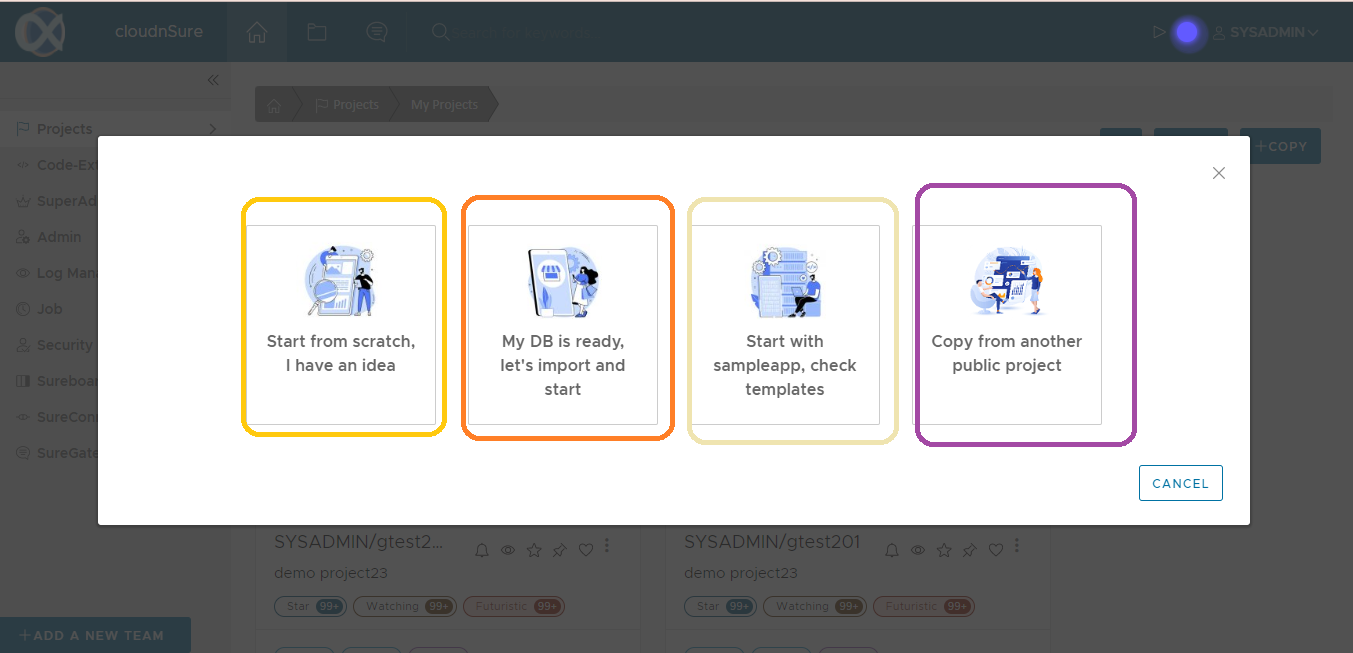 cloudnSure
SYSADMIN
Projects
My Projects
Projects
Code-Ex
SuperAd
Admin
Log Mana
Job
Security
Sureboar
SureConn
SureGate
+COPY
Start from scratch,
I have an idea
My DB is ready,
let's import and
start
Start with
sampleapp, check
templates
Copy from another
public project
CANCEL
SYSADMIN/gtest2...
demo project23
Star 99+
Watching 99+
Futuristic 99+
SYSADMIN/gtest201
demo project23
Star 99+
Watching 99+
Futuristic 99+
+ADD A NEW TEAM